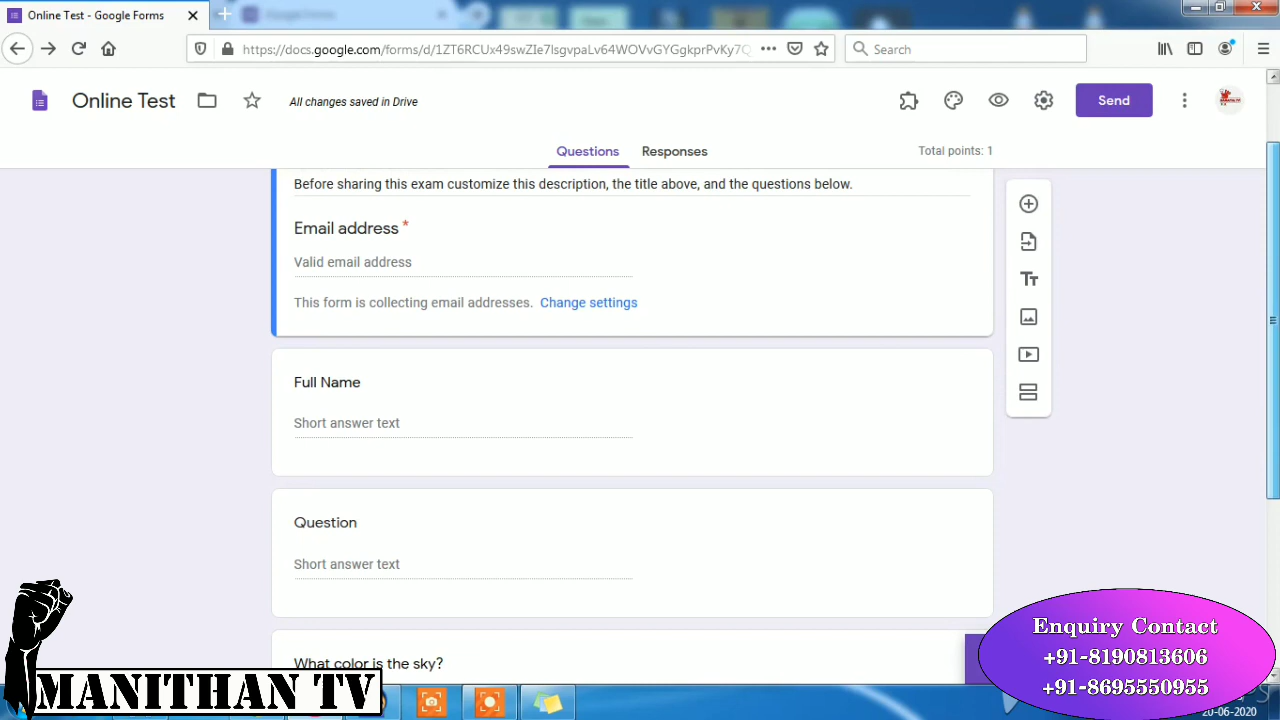 Online Test - Google Forms
https://docs.google.com/forms/d/1ZT6RCUx49swZIe7lsgvpaLv64WOVvGYGgkprPvKy7Q
Search
Online Test
All changes saved in Drive
Send
Questions
Responses
Total points: 1
Before sharing this exam customize this description, the title above, and the questions below.
Email address *
Valid email address
This form is collecting email addresses. Change settings
Full Name
Short answer text
Question
Short answer text
What color is the sky?
Enquiry Contact
+91-8190813606
+91-8695550955
MANITHAN TV
20-06-2020